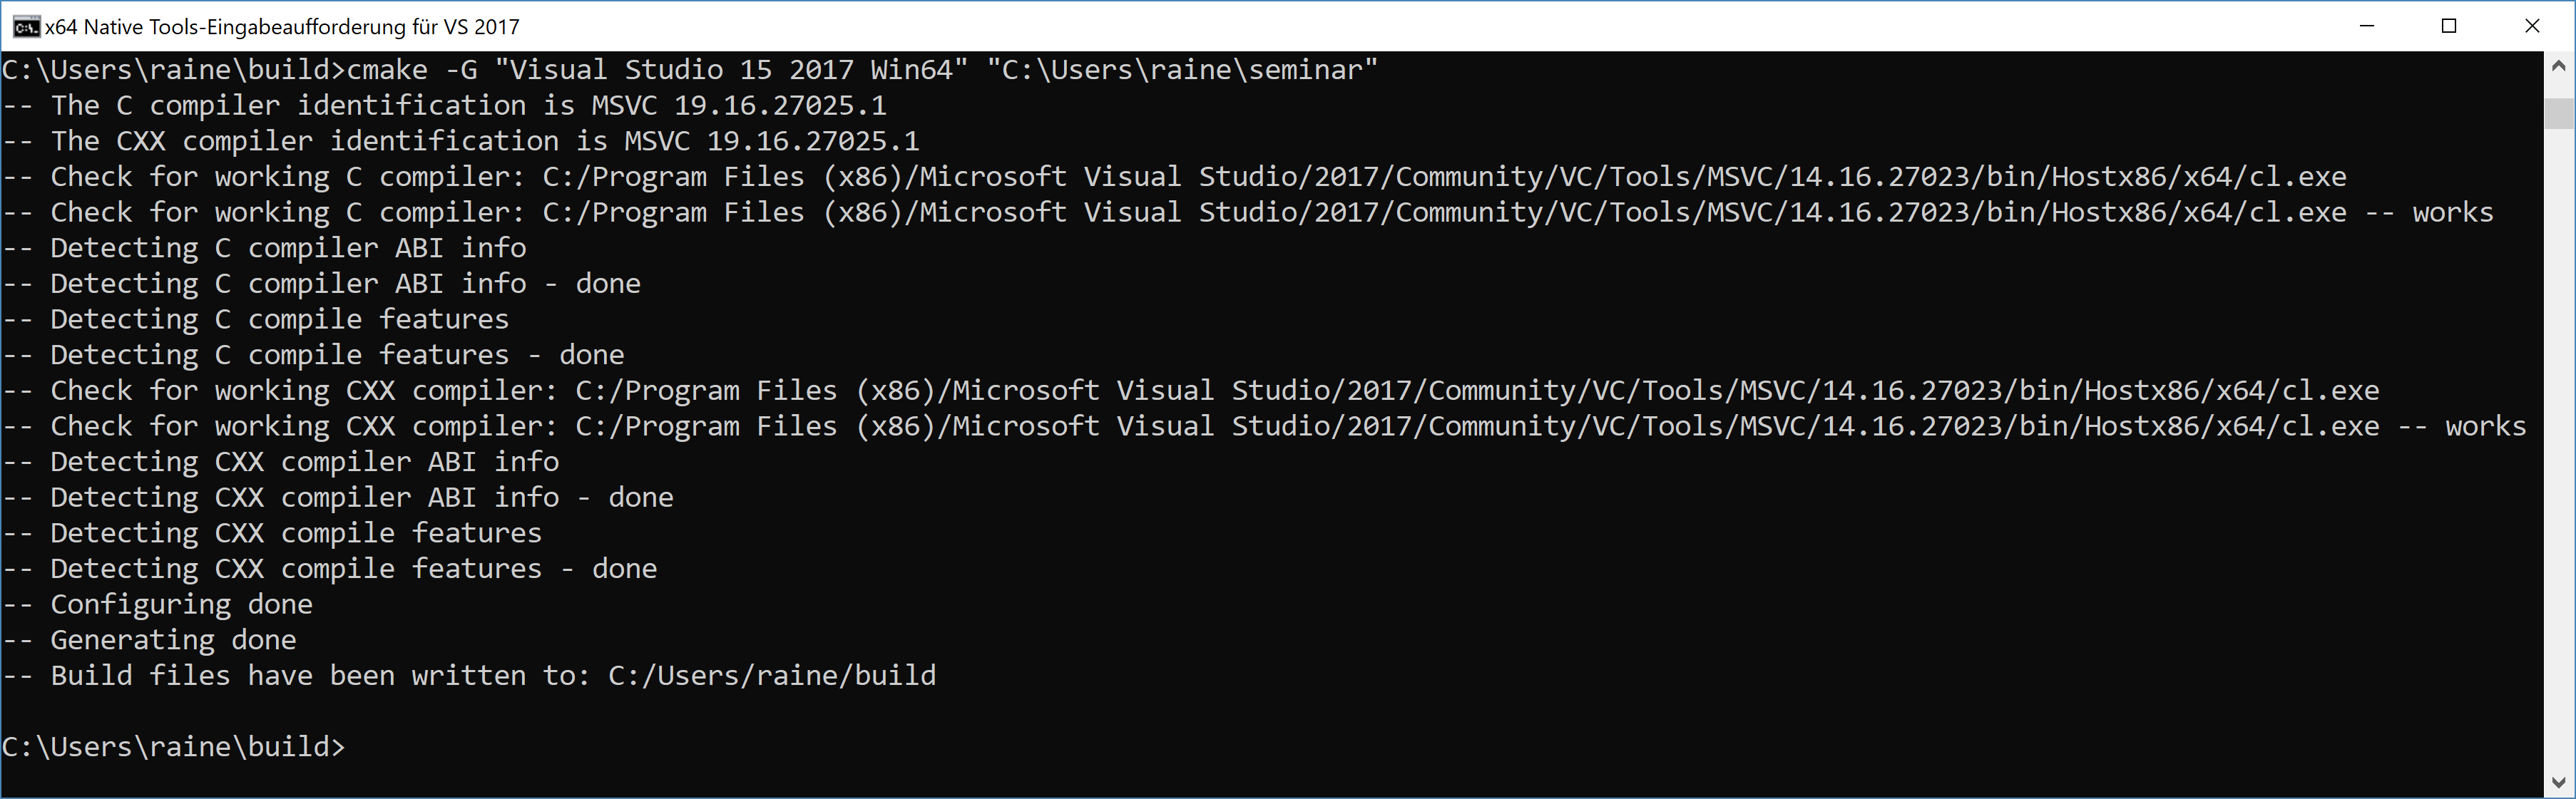 x64 Native Tools-Eingabeaufforderung für VS 2017
C:\Users\raine\build>cmake -G "Visual Studio 15 2017 Win64" "C:\Users\raine\seminar"
-- The C compiler identification is MSVC 19.16.27025.1
-- The CXX compiler identification is MSVC 19.16.27025.1
-- Check for working C compiler: C:/Program Files (x86)/Microsoft Visual Studio/2017/Community/VC/Tools/MSVC/14.16.27023/bin/Hostx86/x64/cl.exe
-- Check for working C compiler: C:/Program Files (x86)/Microsoft Visual Studio/2017/Community/VC/Tools/MSVC/14.16.27023/bin/Hostx86/x64/cl.exe -- works
-- Detecting C compiler ABI info
-- Detecting C compiler ABI info - done
-- Detecting C compile features
-- Detecting C compile features - done
-- Check for working CXX compiler: C:/Program Files (x86)/Microsoft Visual Studio/2017/Community/VC/Tools/MSVC/14.16.27023/bin/Hostx86/x64/cl.exe
-- Check for working CXX compiler: C:/Program Files (x86)/Microsoft Visual Studio/2017/Community/VC/Tools/MSVC/14.16.27023/bin/Hostx86/x64/cl.exe -- works
-- Detecting CXX compiler ABI info
-- Detecting CXX compiler ABI info - done
-- Detecting CXX compile features
-- Detecting CXX compile features - done
-- Configuring done
-- Generating done
-- Build files have been written to: C:/Users/raine/build
C:\Users\raine\build>